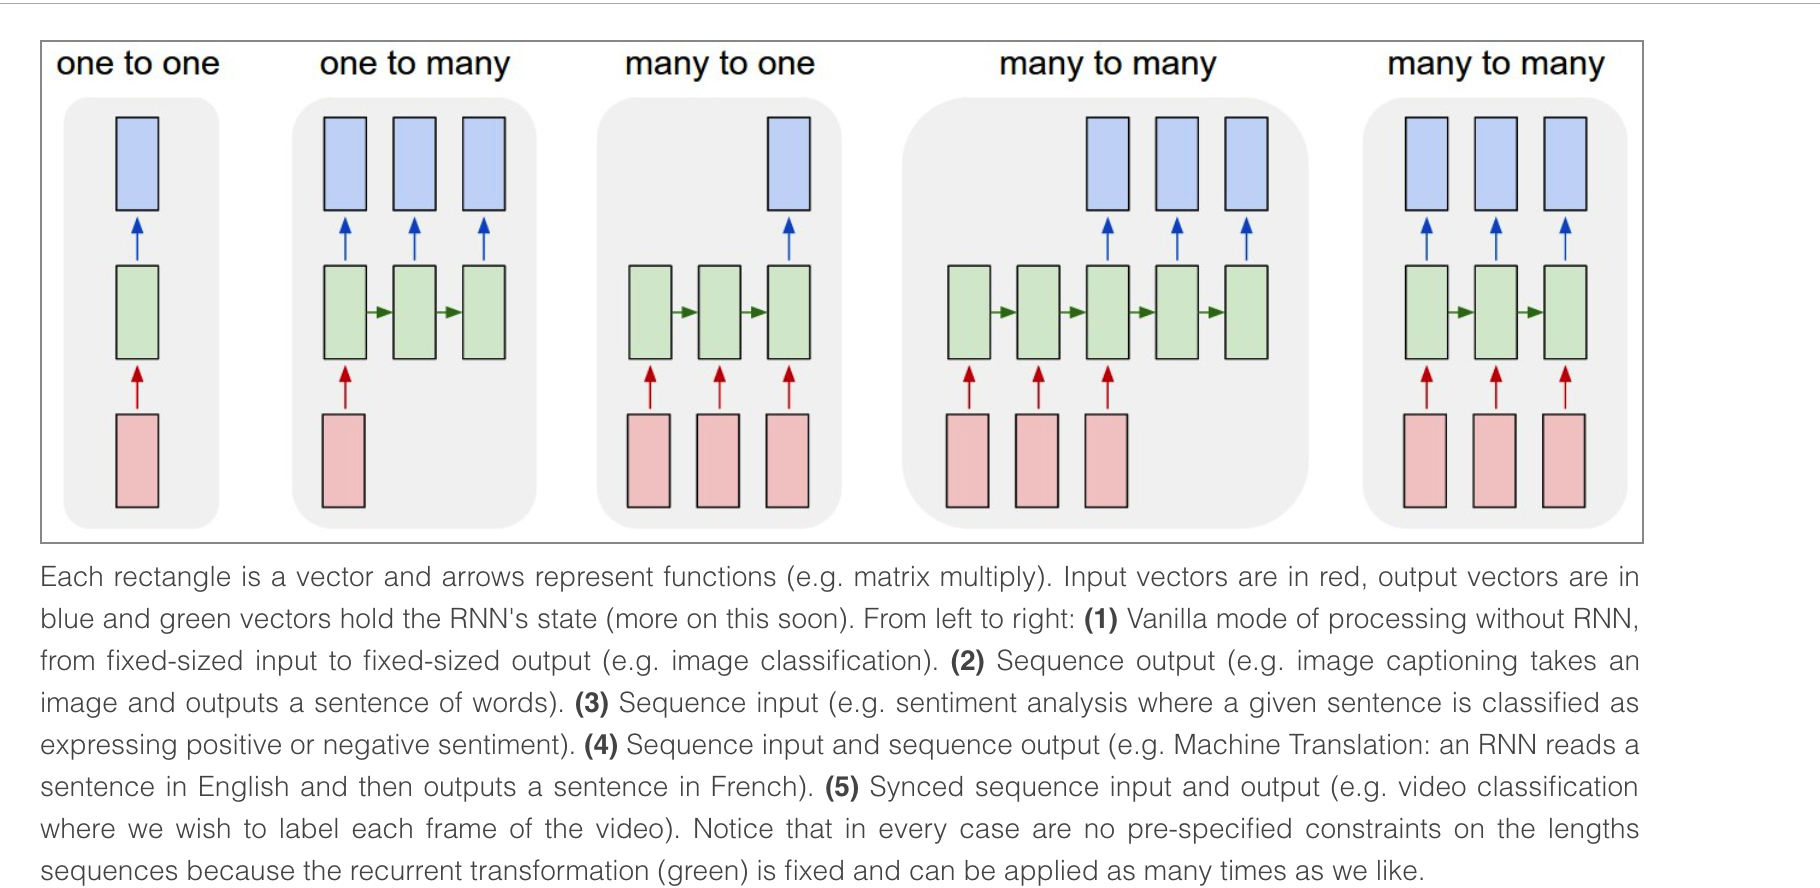 one to one one to many many to one many to many many to many
Each rectangle is a vector and arrows represent functions (e.g. matrix multiply). Input vectors are in red, output vectors are in
blue and green vectors hold the RNN's state (more on this soon). From left to right: (1) Vanilla mode of processing without RNN,
from fixed-sized input to fixed-sized output (e.g. image classification). (2) Sequence output (e.g. image captioning takes an
image and outputs a sentence of words). (3) Sequence input (e.g. sentiment analysis where a given sentence is classified as
expressing positive or negative sentiment). (4) Sequence input and sequence output (e.g. Machine Translation: an RNN reads a
sentence in English and then outputs a sentence in French). (5) Synced sequence input and output (e.g. video classification
where we wish to label each frame of the video). Notice that in every case are no pre-specified constraints on the lengths
sequences because the recurrent transformation (green) is fixed and can be applied as many times as we like.